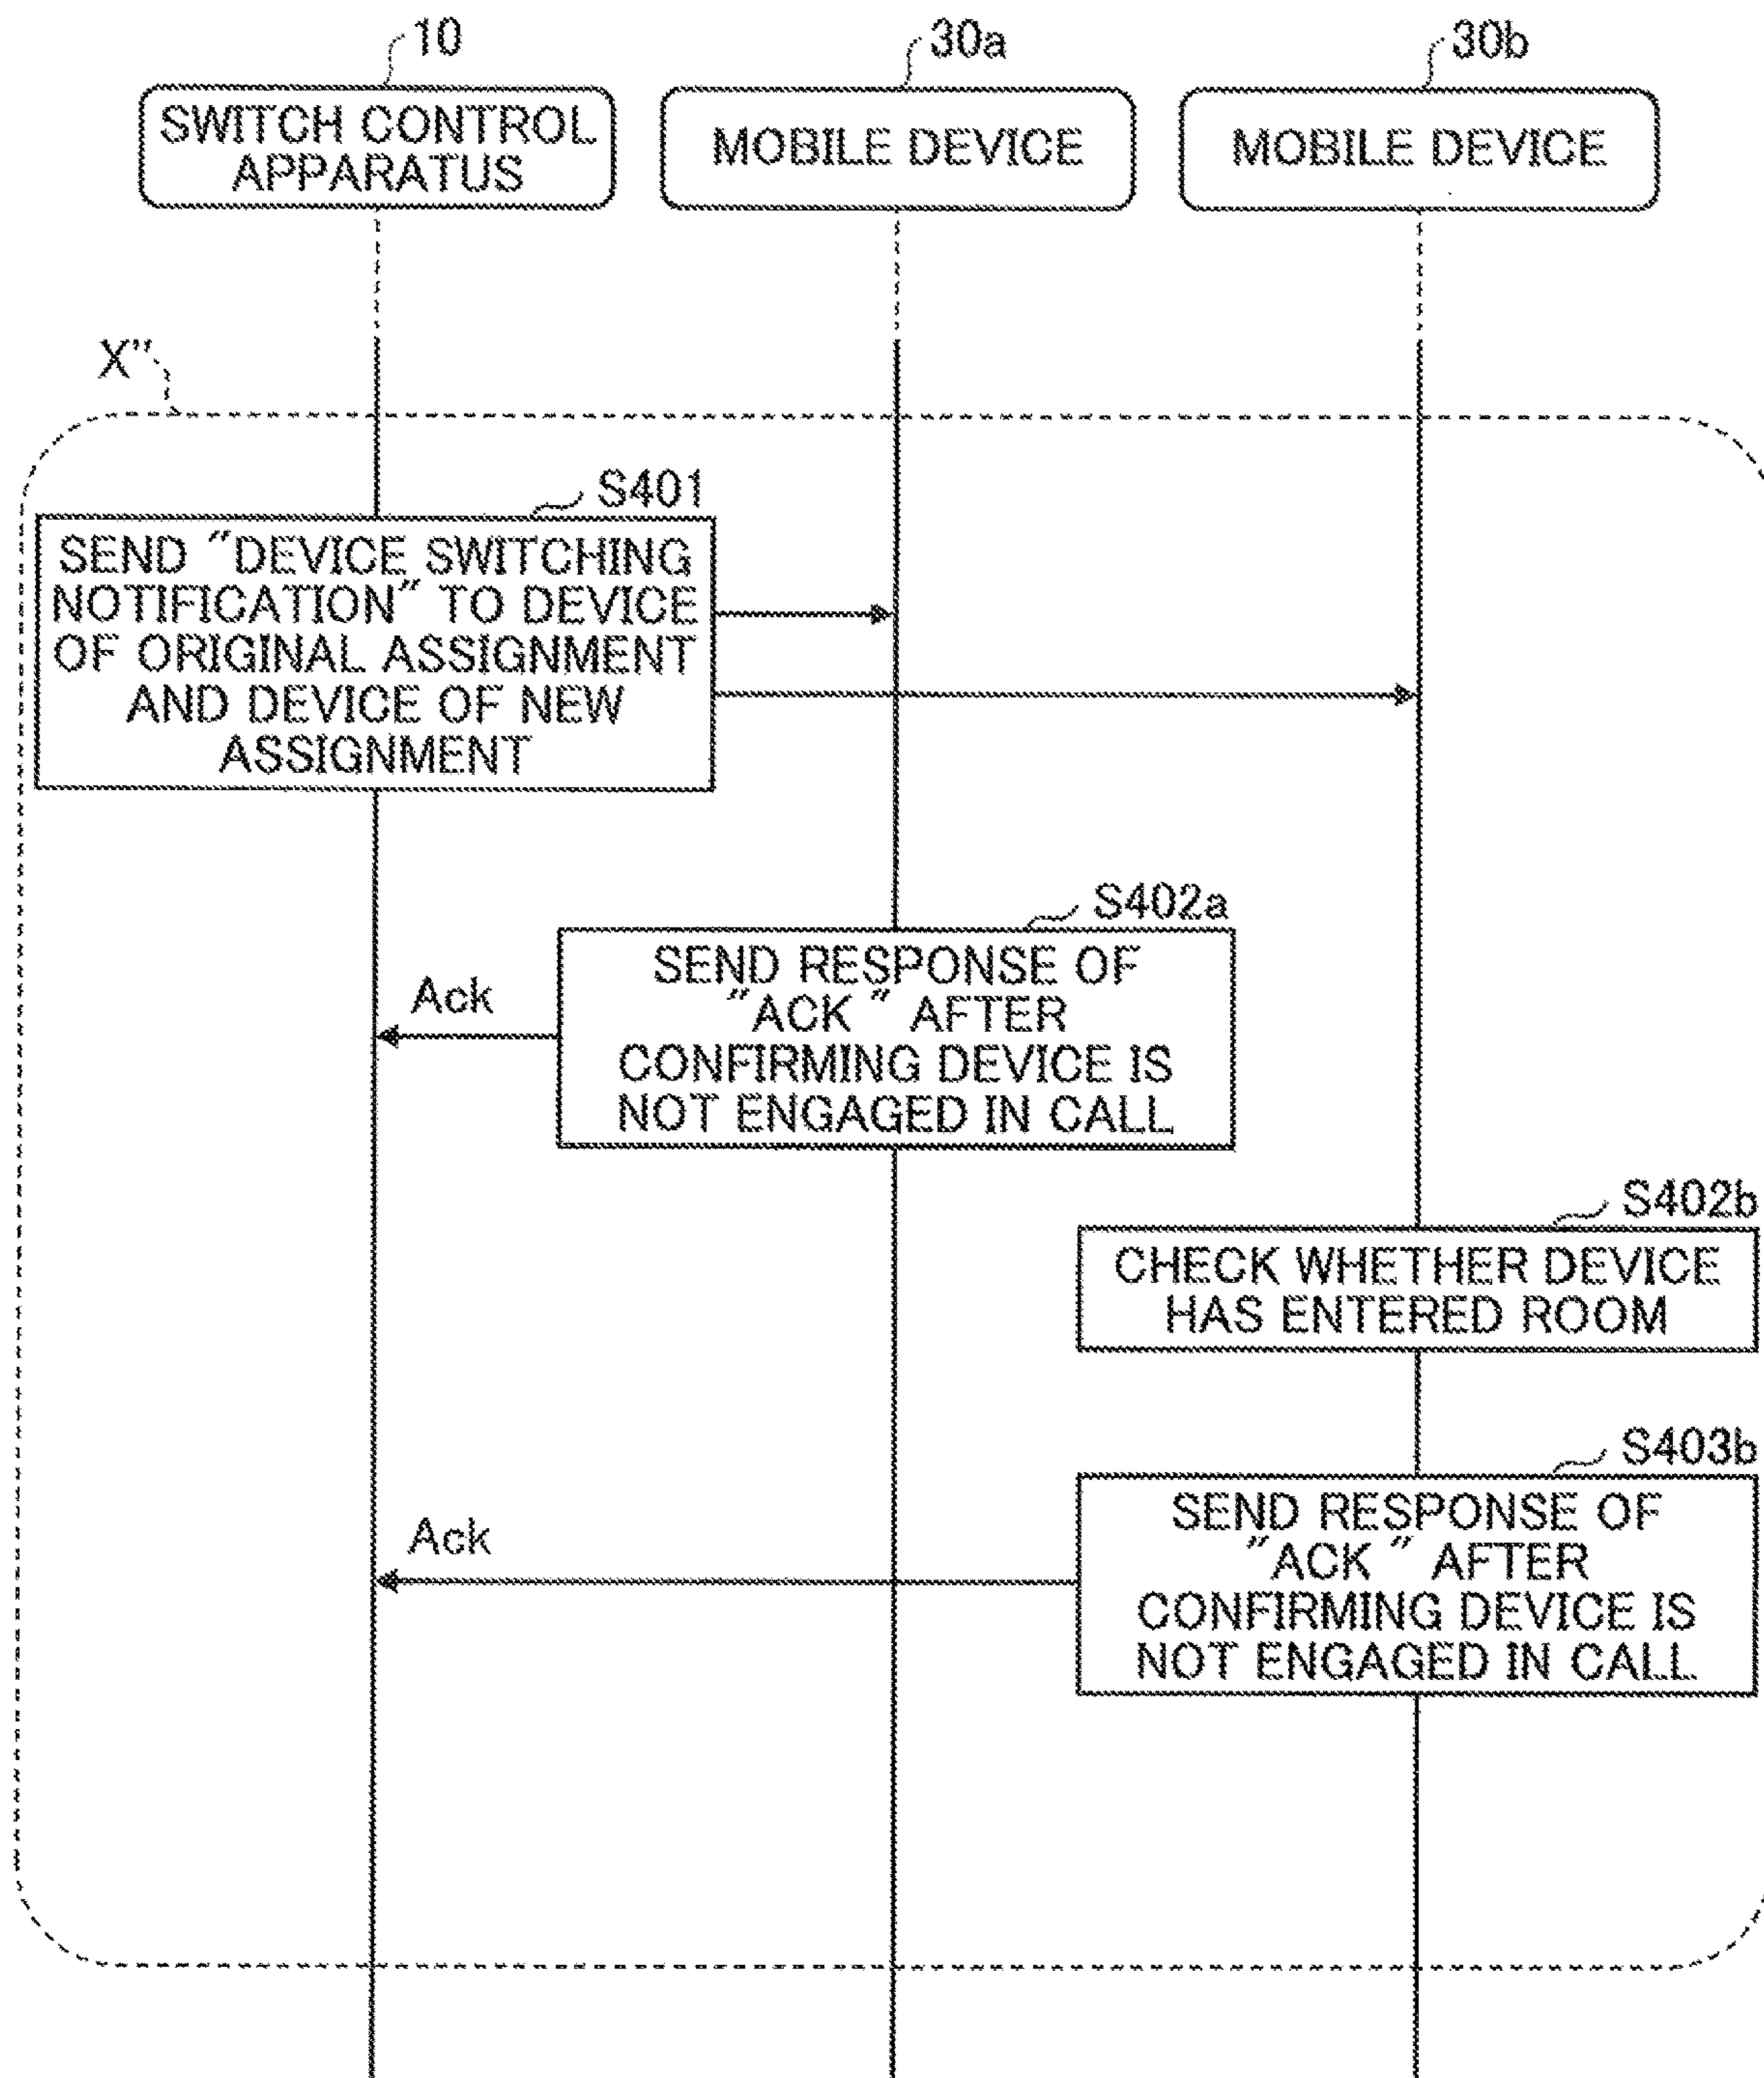 10
30a
30b
SWITCH CONTROL
APPARATUS
MOBILE DEVICE
MOBILE DEVICE
X"
S401
SEND "DEVICE SWITCHING
NOTIFICATION" TO DEVICE
OF ORIGINAL ASSIGNMENT
AND DEVICE OF NEW
ASSIGNMENT
S402a
SEND RESPONSE OF
"ACK " AFTER
CONFIRMING DEVICE IS
NOT ENGAGED IN CALL
Ack
S402b
CHECK WHETHER DEVICE
HAS ENTERED ROOM
S403b
SEND RESPONSE OF
"ACK " AFTER
CONFIRMING DEVICE IS
NOT ENGAGED IN CALL
Ack